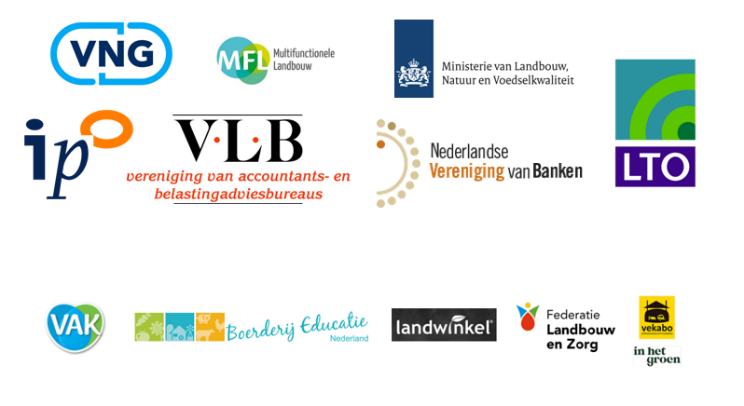 VNG
MFL
Multifunctionele
Landbouw
Ministerie van Landbouw,
Natuur en Voedselkwaliteit
LTO
ipo
V·L·B
vereniging van accountants- en
belastingadviesbureaus
Nederlandse
Vereniging van Banken
VAK
Boerderij Educatie
Nederland
landwinkel
Federatie
Landbouw
en Zorg
vekabo
in het
groen